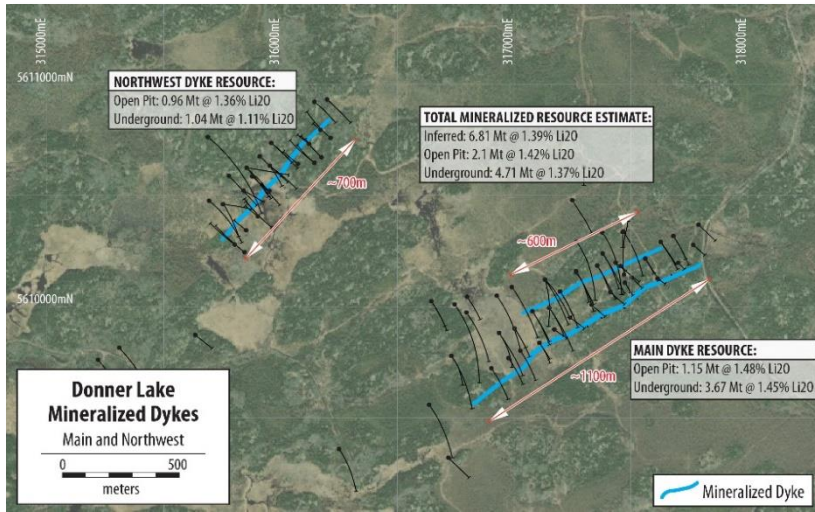 315000mE
316000mE
317000mE
318000mE
5611000mN
NORTHWEST DYKE RESOURCE:
Open Pit: 0.96 Mt @ 1.36% Li2O
Underground: 1.04 Mt @ 1.11% Li2O
TOTAL MINERALIZED RESOURCE ESTIMATE:
Inferred: 6.81 Mt @ 1.39% Li2O
Open Pit: 2.1 Mt @ 1.42% Li2O
Underground: 4.71 Mt @ 1.37% Li2O
~700m
~600m
5610000mN
MAIN DYKE RESOURCE:
Open Pit: 1.15 Mt @ 1.48% Li2O
Underground: 3.67 Mt @ 1.45% Li2O
~1100m
Donner Lake
Mineralized Dykes
Main and Northwest
0 500
meters
Mineralized Dyke